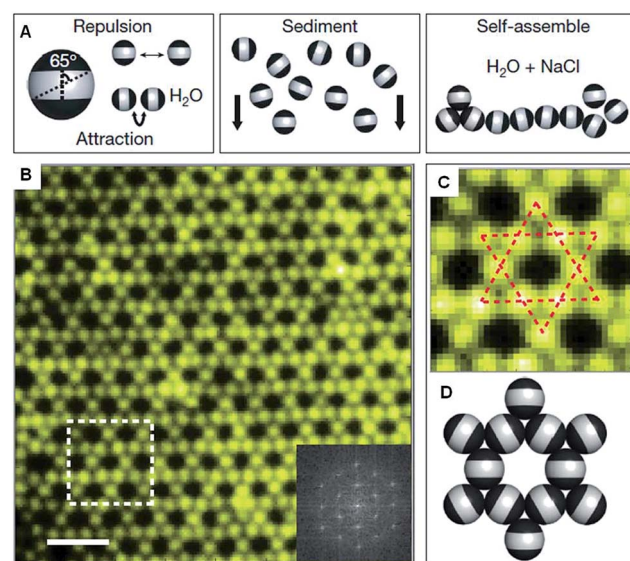 A
Repulsion
65°
H₂O
Attraction
Sediment
Self-assemble
H₂O + NaCl
B
C
D